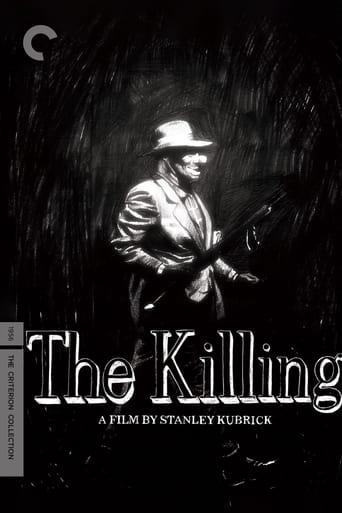 The Killing
A FILM BY STANLEY KUBRICK
1956
THE CRITERION COLLECTION